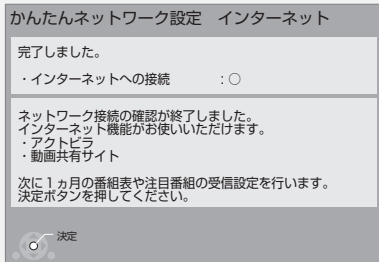 かんたんネットワーク設定　インターネット
完了しました。
・インターネットへの接続　　：○
ネットワーク接続の確認が終了しました。
インターネット機能がお使いいただけます。
・アクトビラ
・動画共有サイト
次に１ヵ月の番組表や注目番組の受信設定を行います。
決定ボタンを押してください。
決定